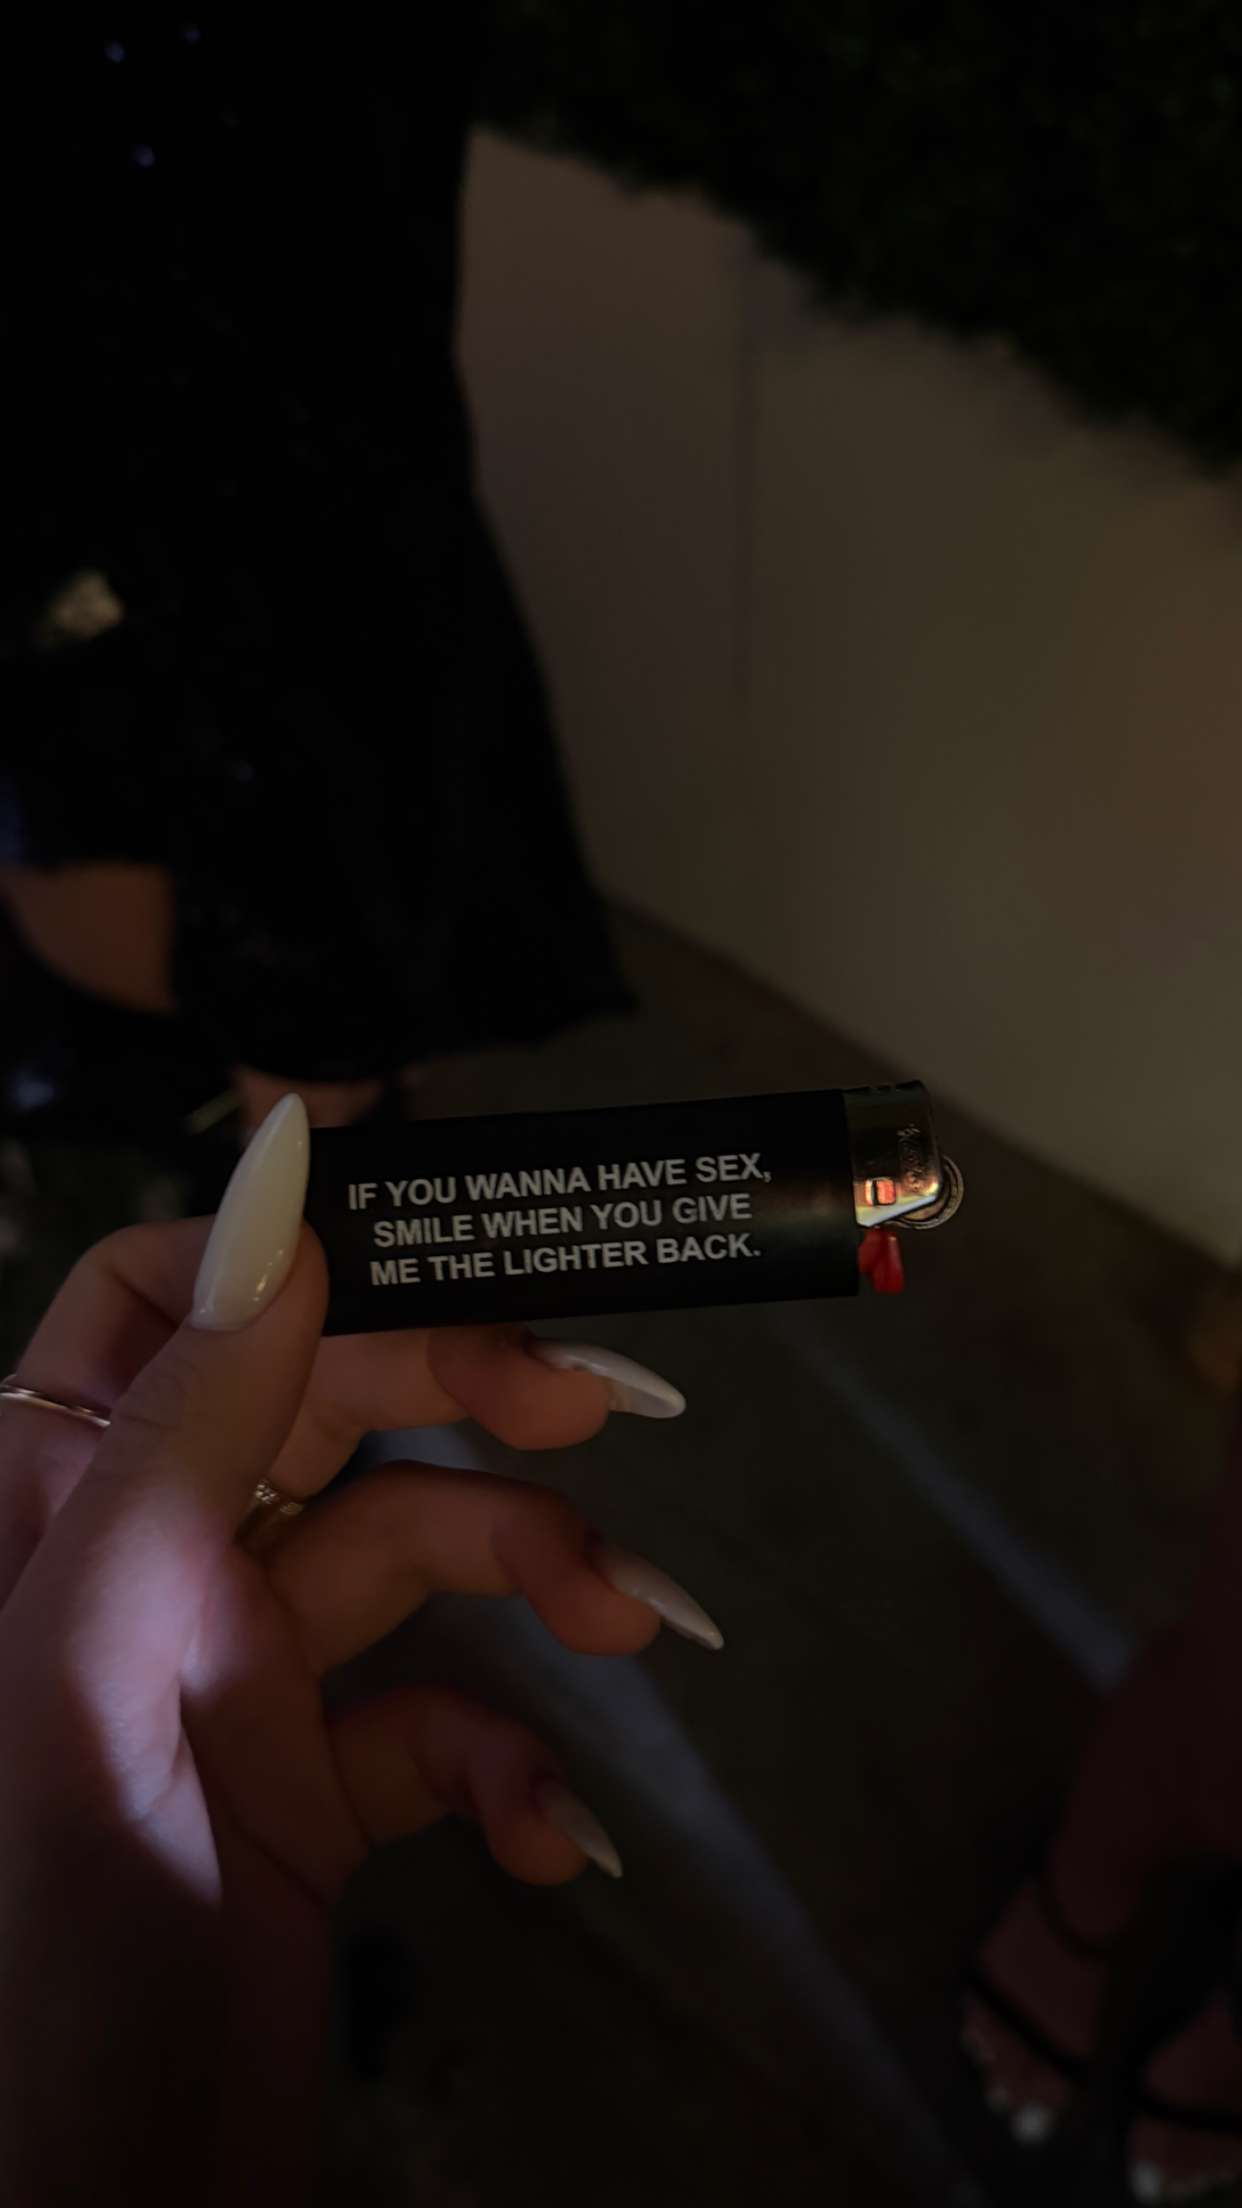 IF YOU WANNA HAVE SEX,
SMILE WHEN YOU GIVE
ME THE LIGHTER BACK.